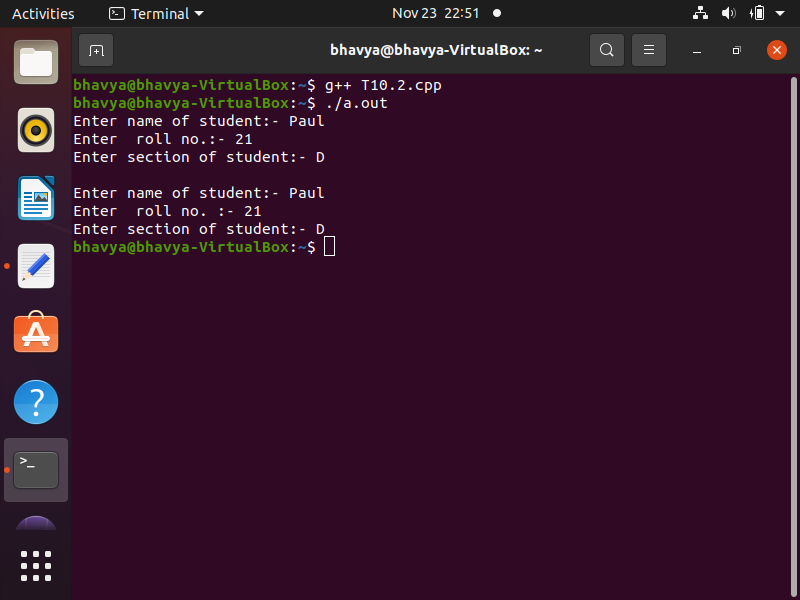 Activities
Terminal
Nov 23 22:51
bhavya@bhavya-VirtualBox: ~
bhavya@bhavya-VirtualBox:~$ g++ T10.2.cpp
bhavya@bhavya-VirtualBox:~$ ./a.out
Enter name of student:- Paul
Enter  roll no.:- 21
Enter section of student:- D
Enter name of student:- Paul
Enter  roll no. :- 21
Enter section of student:- D
bhavya@bhavya-VirtualBox:~$